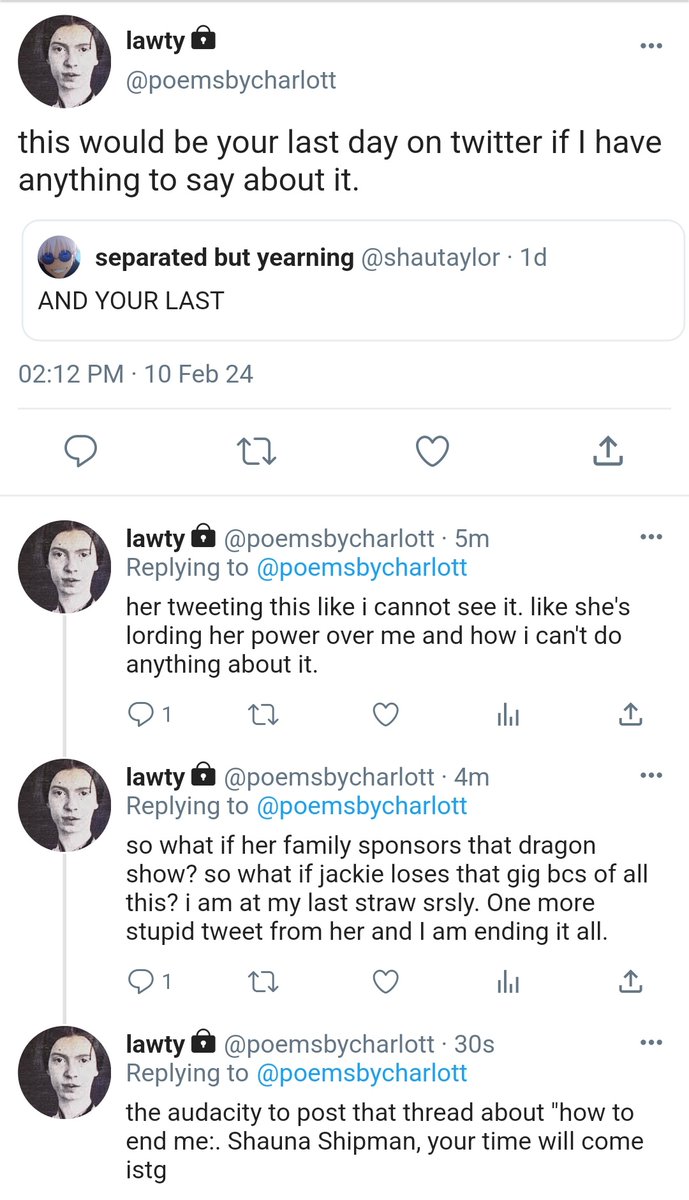 lawty
@poemsbycharlott
this would be your last day on twitter if I have
anything to say about it.
separated but yearning @shautaylor · 1d
AND YOUR LAST
02:12 PM · 10 Feb 24
lawty @poemsbycharlott · 5m
Replying to @poemsbycharlott
her tweeting this like i cannot see it. like she's
lording her power over me and how i can't do
anything about it.
1
lawty @poemsbycharlott · 4m
Replying to @poemsbycharlott
so what if her family sponsors that dragon
show? so what if jackie loses that gig bcs of all
this? i am at my last straw srsly. One more
stupid tweet from her and I am ending it all.
1
lawty @poemsbycharlott · 30s
Replying to @poemsbycharlott
the audacity to post that thread about "how to
end me:. Shauna Shipman, your time will come
istg